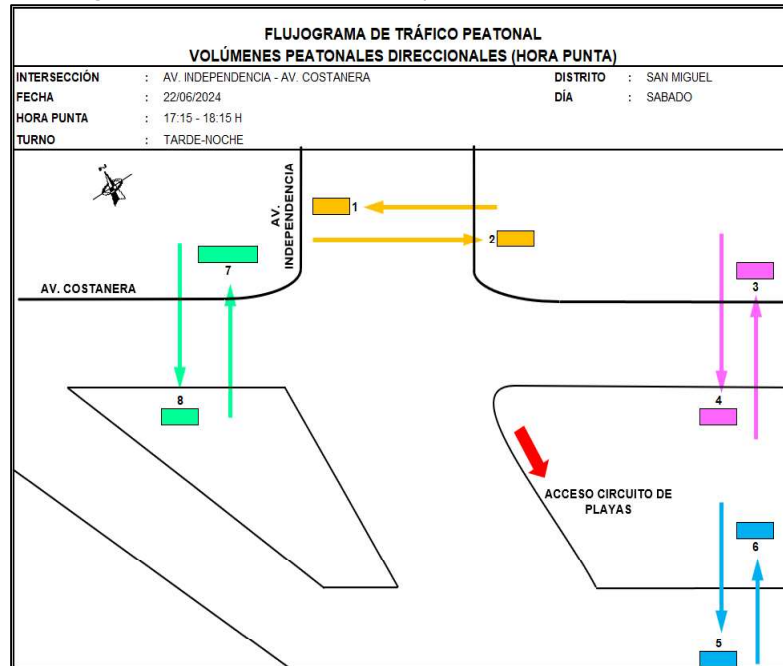 FLUJOGRAMA DE TRÁFICO PEATONAL
VOLÚMENES PEATONALES DIRECCIONALES (HORA PUNTA)
INTERSECCIÓN : AV. INDEPENDENCIA - AV. COSTANERA DISTRITO : SAN MIGUEL
FECHA : 22/06/2024 DÍA : SABADO
HORA PUNTA : 17:15 - 18:15 H
TURNO : TARDE-NOCHE
AV. INDEPENDENCIA
1
2
7
3
AV. COSTANERA
8
4
ACCESO CIRCUITO DE
PLAYAS
6
5